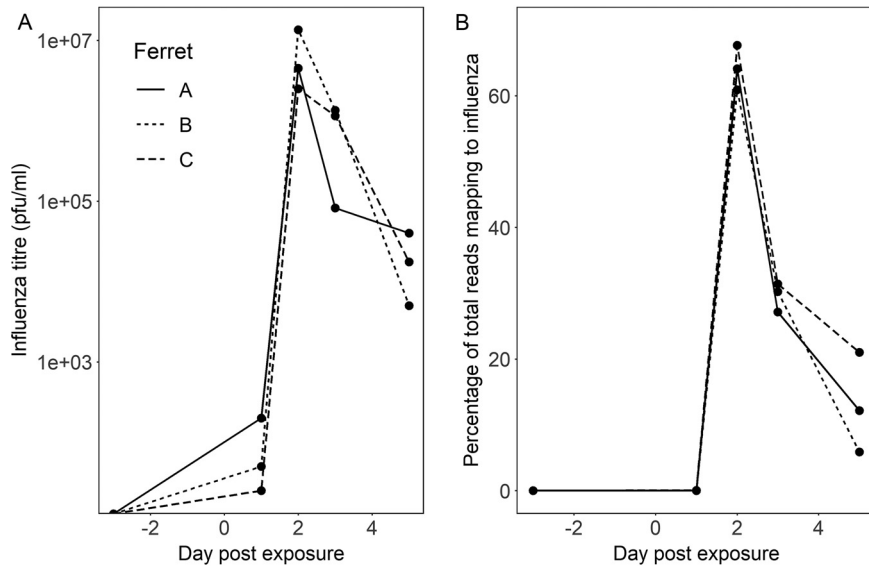 A
Influenza titre (pfu/ml)
1e+07
1e+05
1e+03
Ferret
A
B
C
-2
0
2
4
Day post exposure
B
Percentage of total reads mapping to influenza
60
40
20
0
-2
0
2
4
Day post exposure